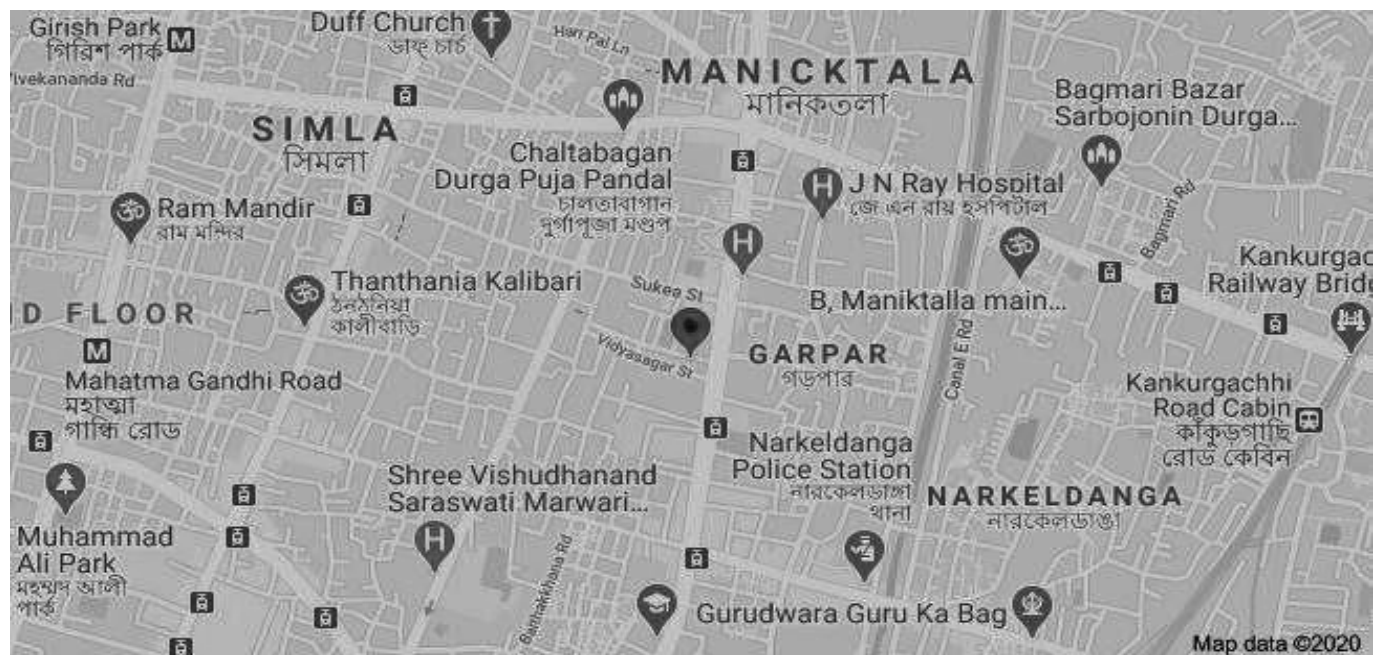 Girish Park
গিরিশ পার্ক
Duff Church
ডাফ্ চার্চ
Hari Pal Ln
Vivekananda Rd
MANICKTALA
মানিকতলা
Bagmari Bazar
Sarbojonin Durga...
SIMLA
সিমলা
Chaltabagan
Durga Puja Pandal
চালতাবাগান
দুর্গাপূজা মণ্ডপ
J N Ray Hospital
জে এন রায় হসপিটাল
Ram Mandir
রাম মন্দির
Bagmari Rd
Thanthania Kalibari
ঠনঠনিয়া
কালীবাড়ি
Sukea St
B, Maniktalla main...
Kankurgac
Railway Bridg
D FLOOR
Vidyasagar St
GARPAR
গড়পার
Canal E Rd
Mahatma Gandhi Road
মহাত্মা
গান্ধি রোড
Kankurgachhi
Road Cabin
কাঁকুড়গাছি
রোড কেবিন
Narkeldanga
Police Station
নারকেলডাঙ্গা
থানা
Shree Vishudhanand
Saraswati Marwari...
NARKELDANGA
নারকেলডাঙা
Muhammad
Ali Park
মহম্মদ আলী
পার্ক
Baithakkhana Rd
Gurudwara Guru Ka Bag
Map data ©2020